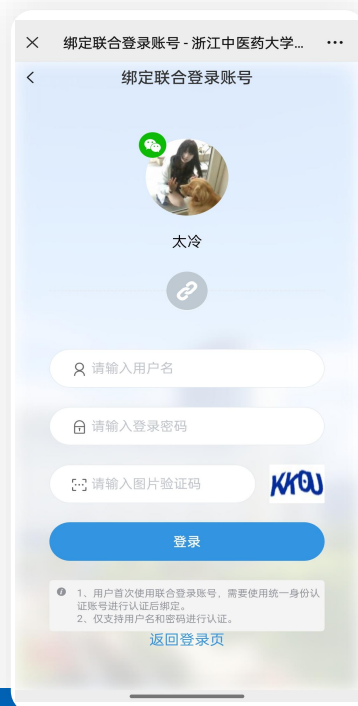 绑定联合登录账号 - 浙江中医药大学...
绑定联合登录账号
太冷
请输入用户名
请输入登录密码
请输入图片验证码
KKOU
登录
1、用户首次使用联合登录账号，需要使用统一身份认
证账号进行认证后绑定。
2、仅支持用户名和密码进行认证。
返回登录页